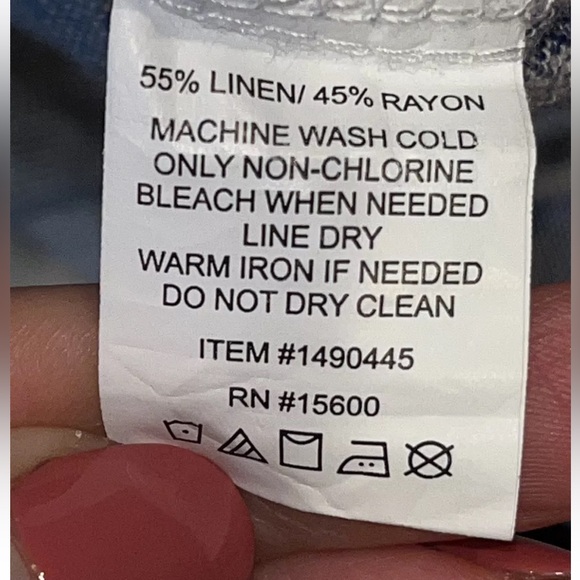 55% LINEN/ 45% RAYON
MACHINE WASH COLD
ONLY NON-CHLORINE
BLEACH WHEN NEEDED
LINE DRY
WARM IRON IF NEEDED
DO NOT DRY CLEAN
ITEM #1490445
RN #15600